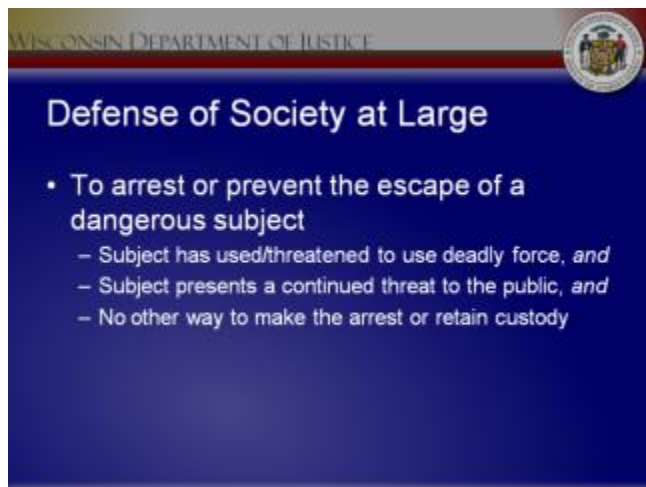 WISCONSIN DEPARTMENT OF JUSTICE
Defense of Society at Large
• To arrest or prevent the escape of a
dangerous subject
– Subject has used/threatened to use deadly force, and
– Subject presents a continued threat to the public, and
– No other way to make the arrest or retain custody